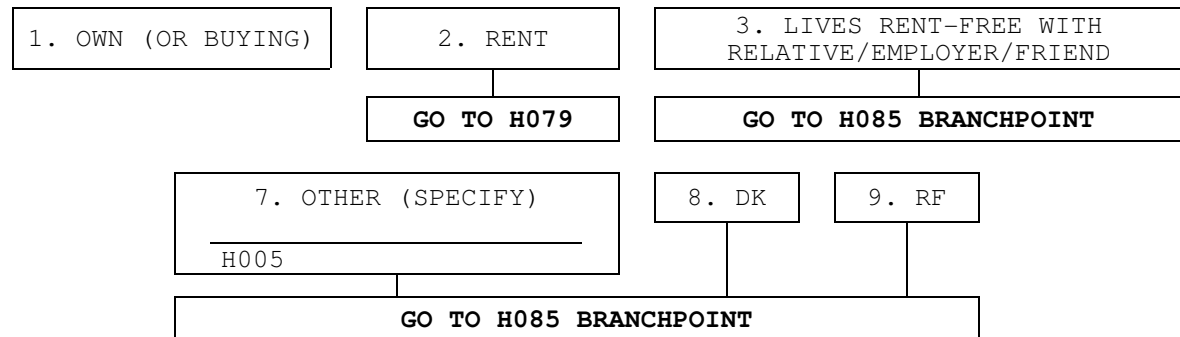 1. OWN (OR BUYING)
2. RENT
3. LIVES RENT-FREE WITH
RELATIVE/EMPLOYER/FRIEND
GO TO H079
GO TO H085 BRANCHPOINT
7. OTHER (SPECIFY)
H005
8. DK
9. RF
GO TO H085 BRANCHPOINT